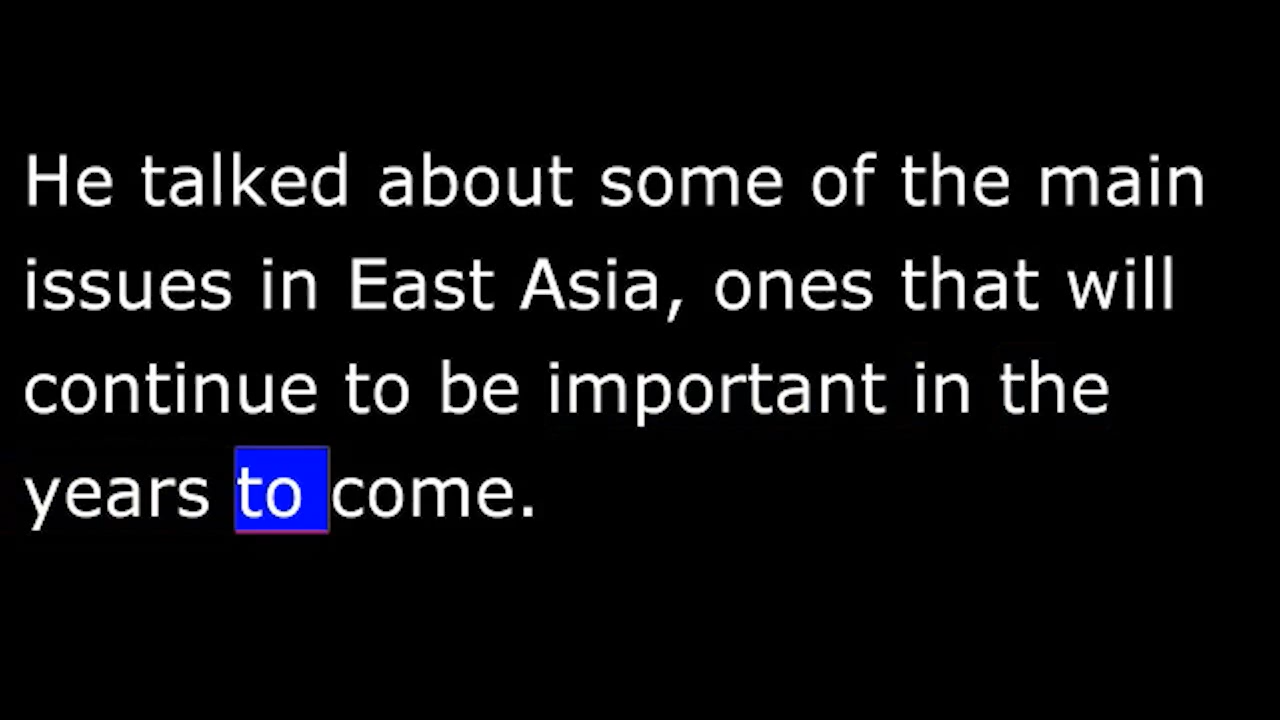 He talked about some of the main
issues in East Asia, ones that will
continue to be important in the
years to come.